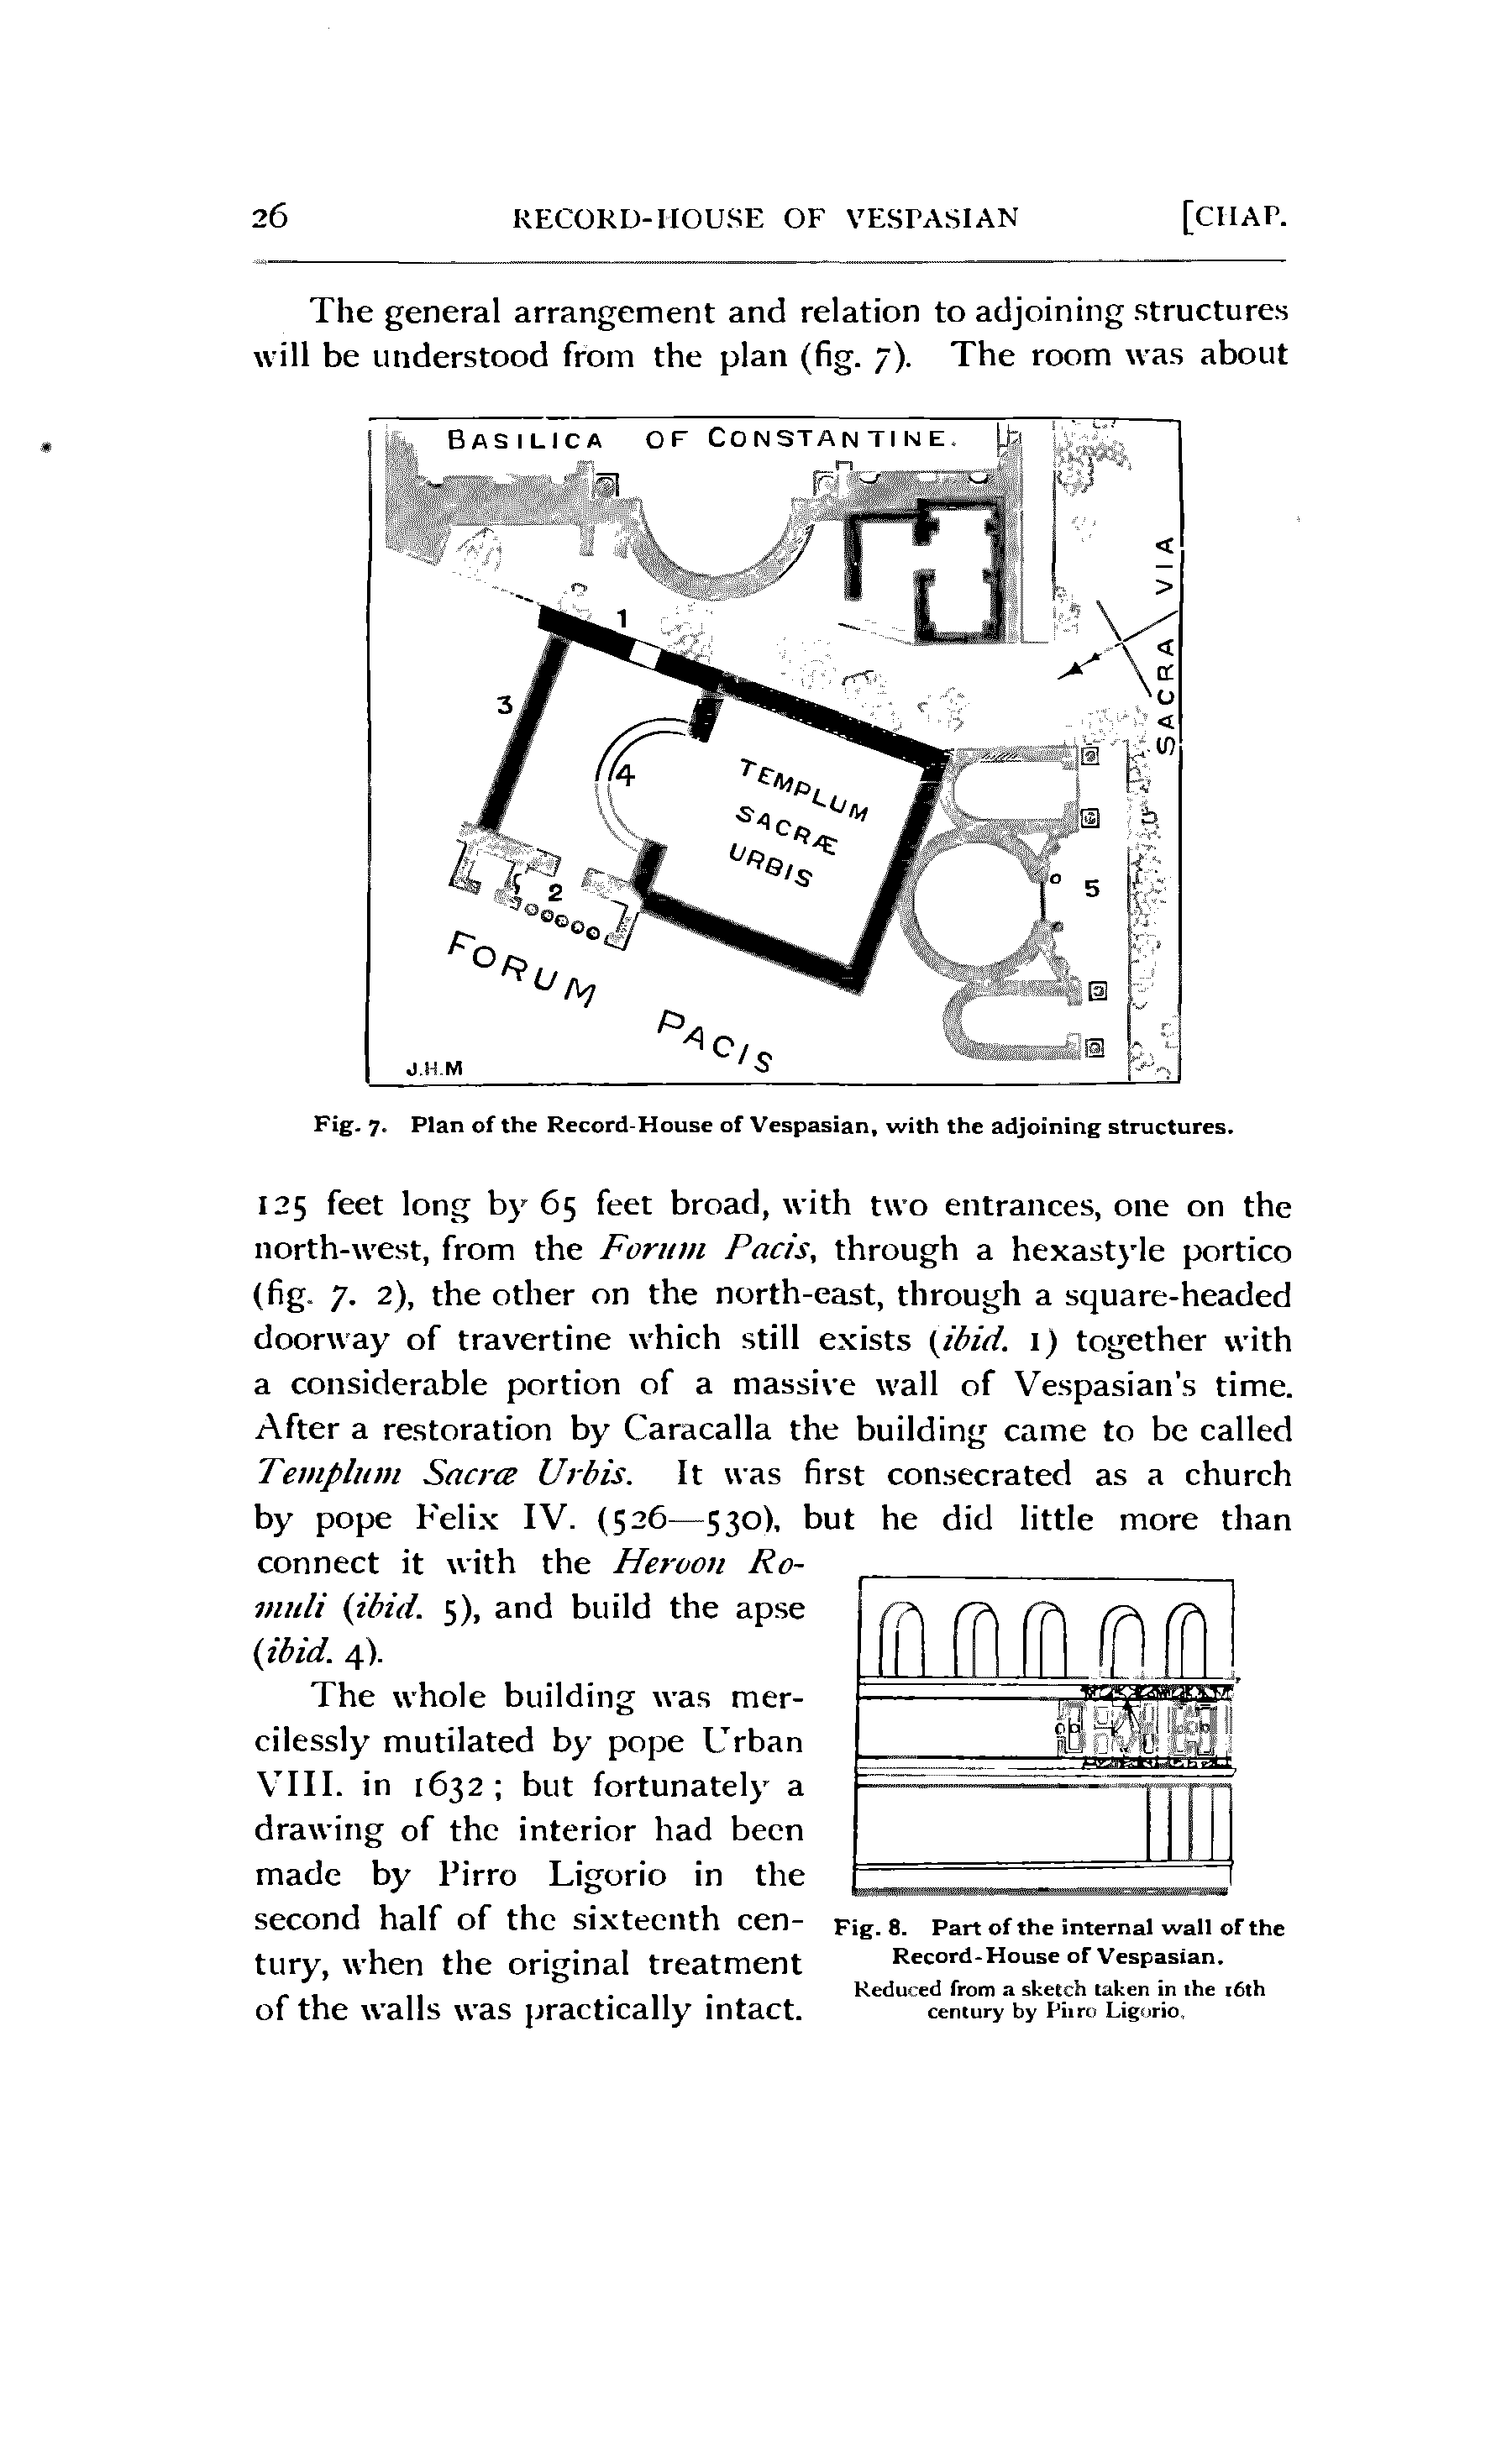 26 RECORD-HOUSE OF VESPASIAN [CHAP.
The general arrangement and relation to adjoining structures
will be understood from the plan (fig. 7). The room was about
BASILICA OF CONSTANTINE.
1
3
4
TEMPLUM
SACRÆ
URBIS
2
5
SACRA VIA
FORUM PACIS
J.H.M
Fig. 7. Plan of the Record-House of Vespasian, with the adjoining structures.
125 feet long by 65 feet broad, with two entrances, one on the
north-west, from the Forum Pacis, through a hexastyle portico
(fig. 7. 2), the other on the north-east, through a square-headed
doorway of travertine which still exists (ibid. 1) together with
a considerable portion of a massive wall of Vespasian's time.
After a restoration by Caracalla the building came to be called
Templum Sacræ Urbis. It was first consecrated as a church
by pope Felix IV. (526—530), but he did little more than
connect it with the Heroon Ro-
muli (ibid. 5), and build the apse
(ibid. 4).
The whole building was mer-
cilessly mutilated by pope Urban
VIII. in 1632; but fortunately a
drawing of the interior had been
made by Pirro Ligorio in the
second half of the sixteenth cen-
tury, when the original treatment
of the walls was practically intact.
Fig. 8. Part of the internal wall of the
Record-House of Vespasian.
Reduced from a sketch taken in the 16th
century by Pirro Ligorio.